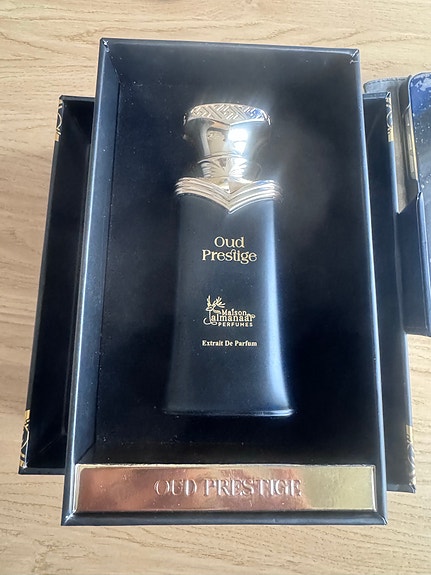 Oud
Prestige
Maison
almanaar
PERFUMES
Extrait De Parfum
OUD PRESTIGE